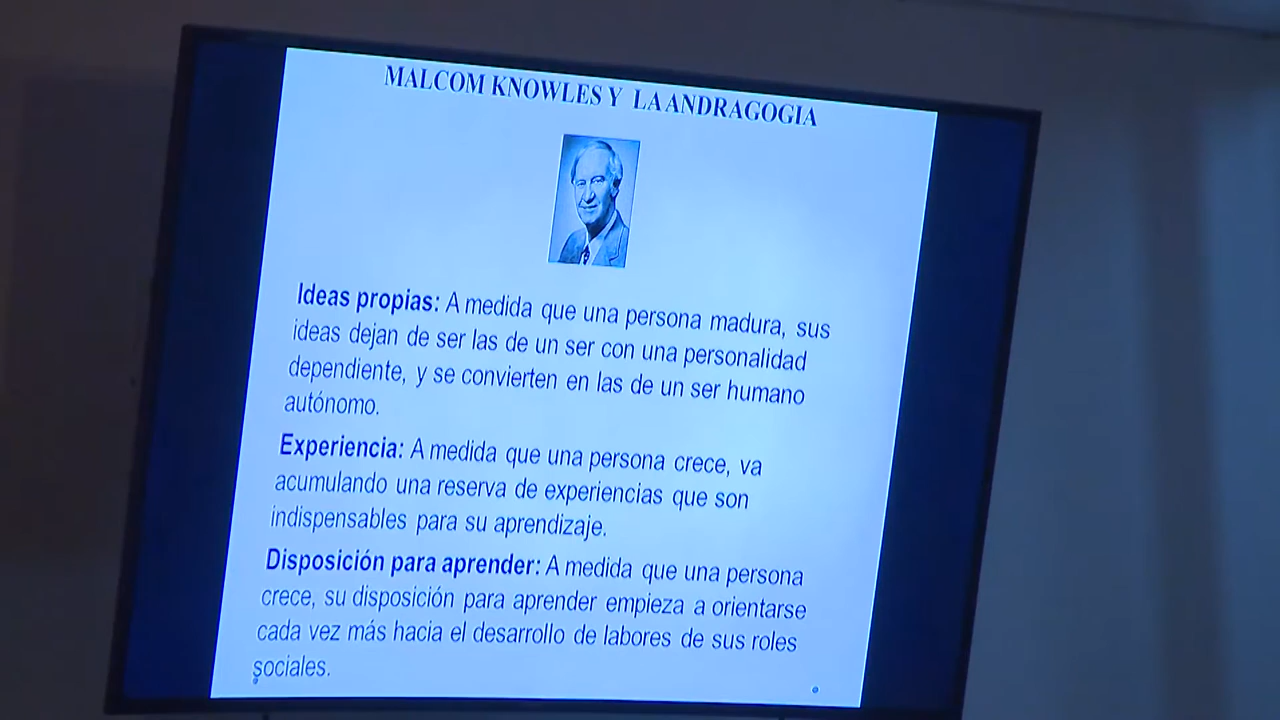 MALCOM KNOWLES Y LA ANDRAGOGIA
Ideas propias: A medida que una persona madura, sus
ideas dejan de ser las de un ser con una personalidad
dependiente, y se convierten en las de un ser humano
autónomo.
Experiencia: A medida que una persona crece, va
acumulando una reserva de experiencias que son
indispensables para su aprendizaje.
Disposición para aprender: A medida que una persona
crece, su disposición para aprender empieza a orientarse
cada vez más hacia el desarrollo de labores de sus roles
sociales.